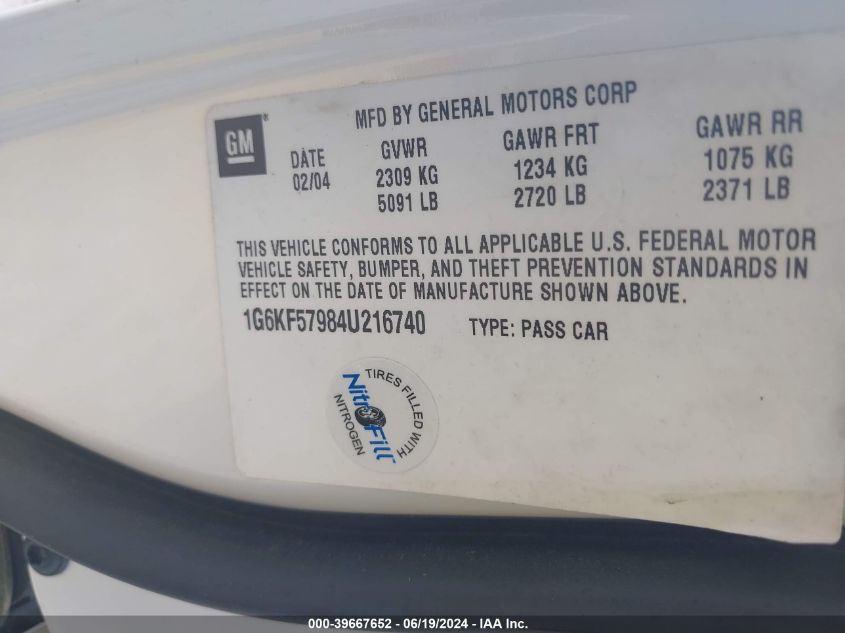 MFD BY GENERAL MOTORS CORP
GM®
DATE GVWR GAWR FRT GAWR RR
02/04 2309 KG 1234 KG 1075 KG
5091 LB 2720 LB 2371 LB
THIS VEHICLE CONFORMS TO ALL APPLICABLE U.S. FEDERAL MOTOR
VEHICLE SAFETY, BUMPER, AND THEFT PREVENTION STANDARDS IN
EFFECT ON THE DATE OF MANUFACTURE SHOWN ABOVE.
1G6KF57984U216740 TYPE: PASS CAR
TIRES FILLED WITH
NitroFill
NITROGEN
000-39667652 / 06/19/2024 - IAA Inc.